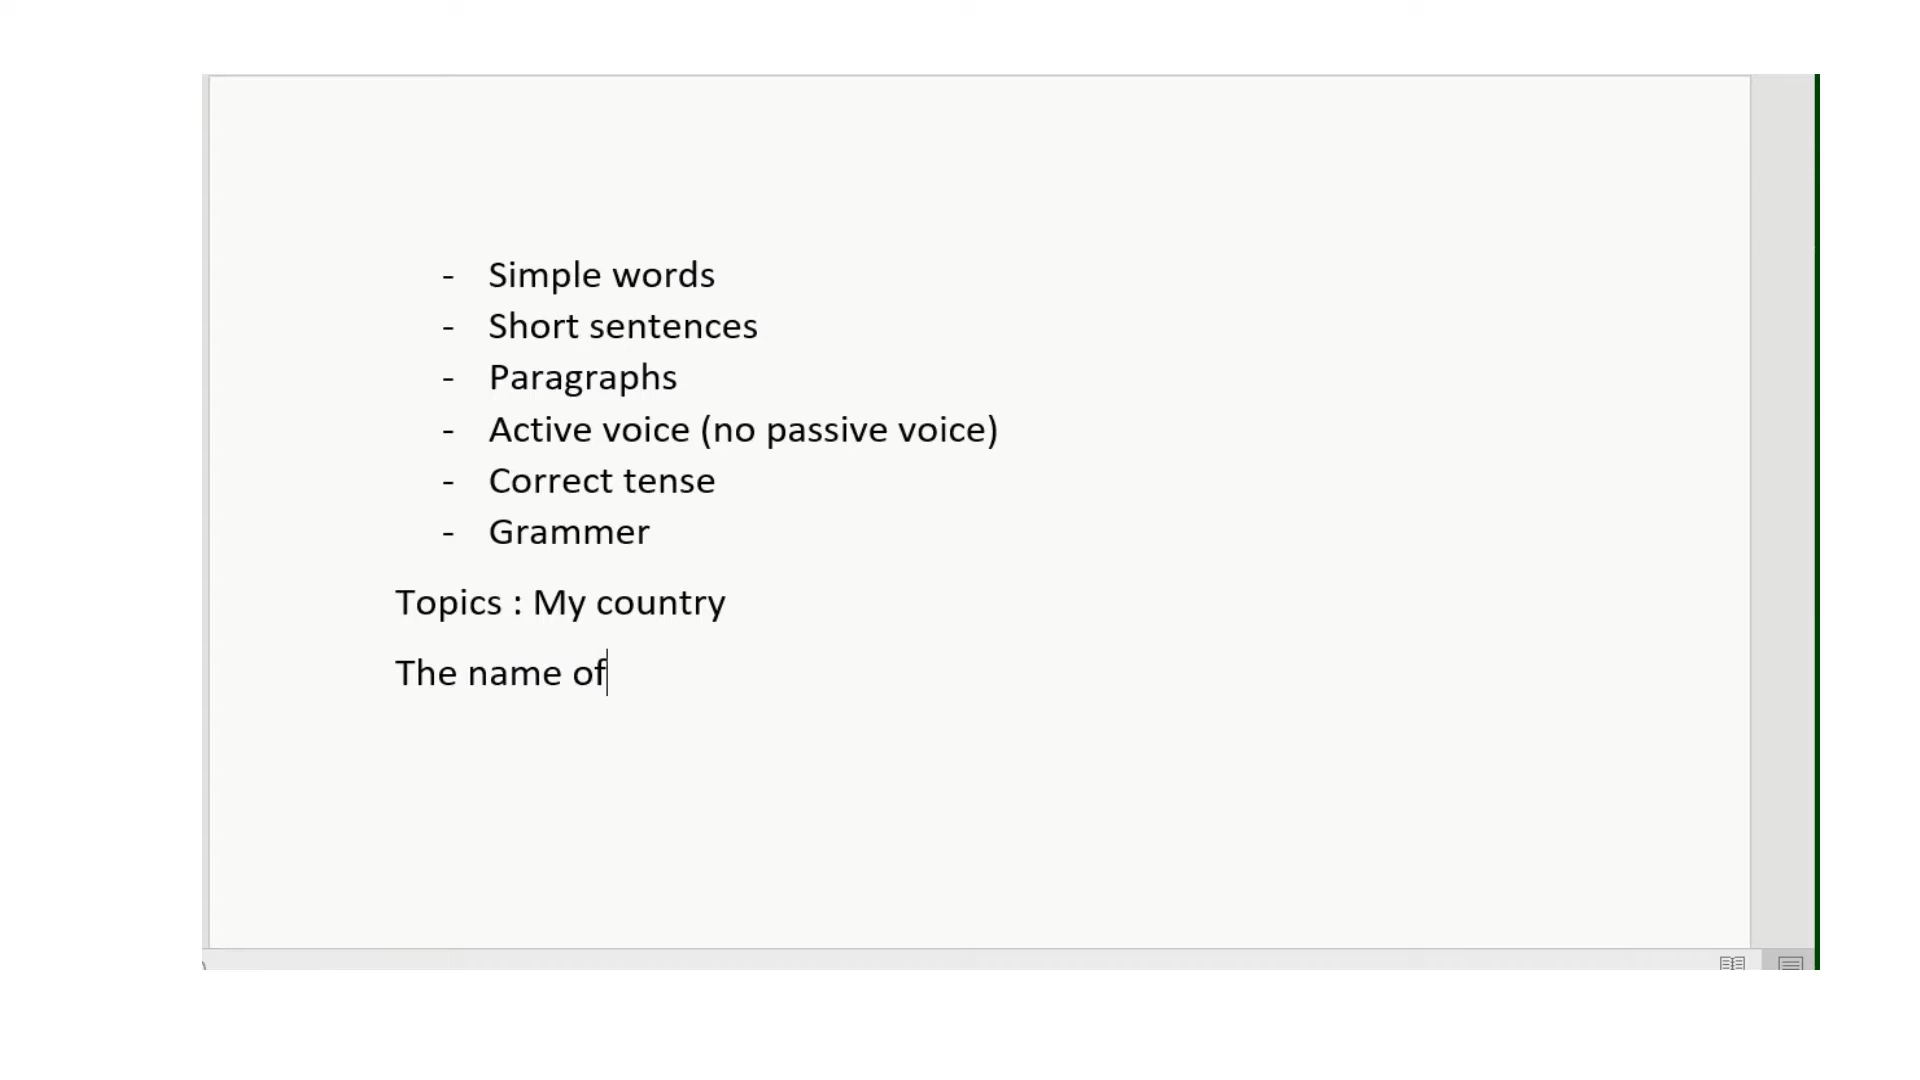 - Simple words
- Short sentences
- Paragraphs
- Active voice (no passive voice)
- Correct tense
- Grammer
Topics : My country
The name of